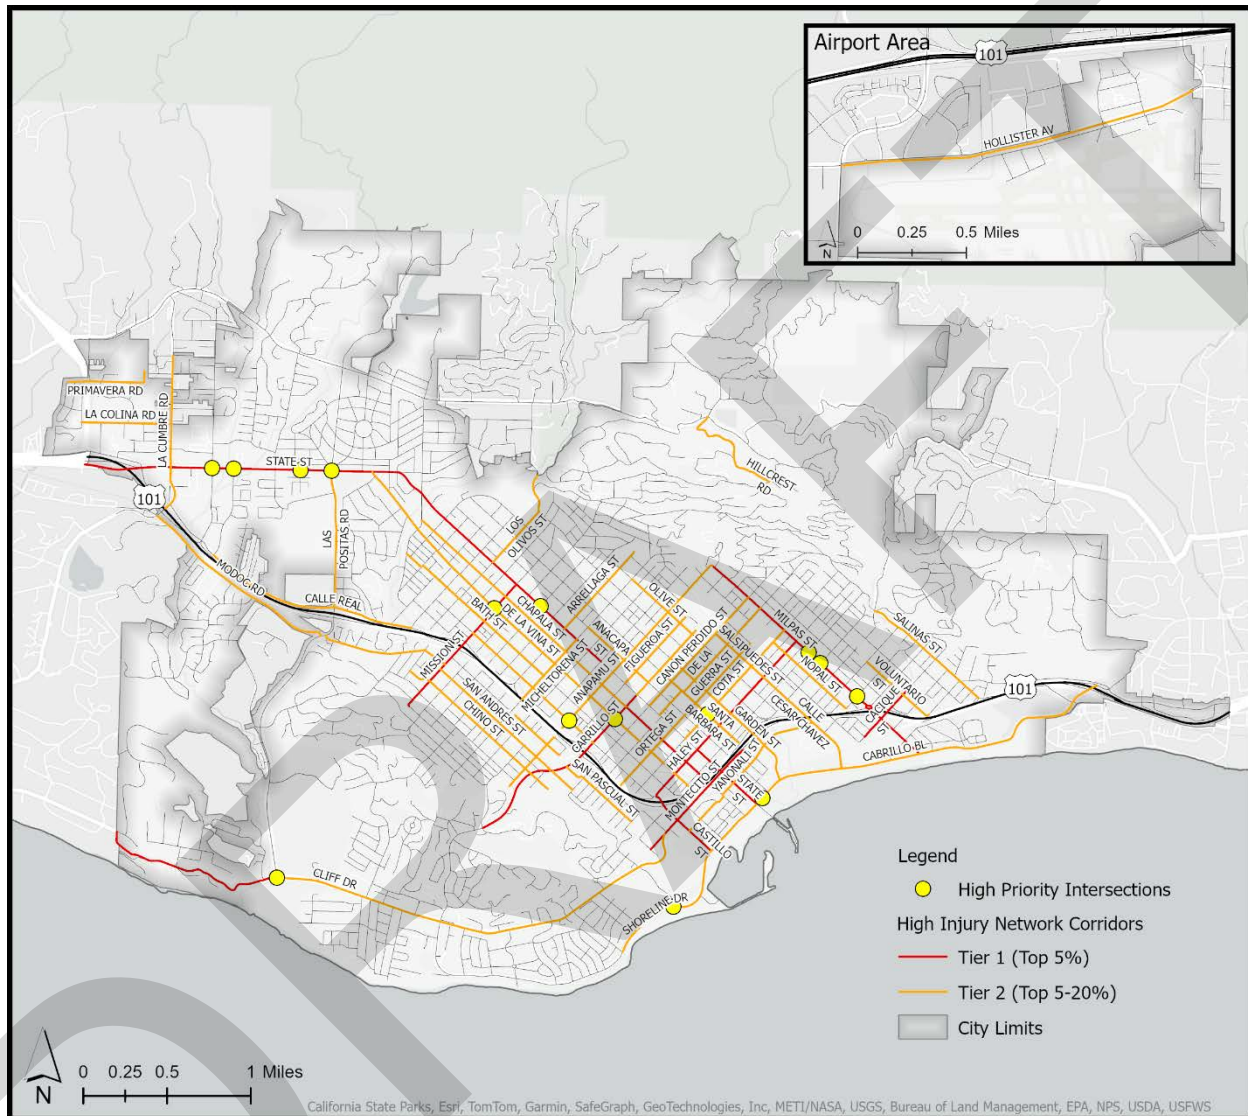 Airport Area
101
HOLLISTER AV
0 0.25 0.5 Miles
N
PRIMAVERA RD
LA COLINA RD
LA CUMBRE RD
STATE ST
101
LAS
POSITAS RD
MODOC RD
CALLE REAL
LOS
OLIVOS ST
HILLCREST
RD
MISSION ST
BATH ST
DE LA VINA ST
CHAPALA ST
ARRELLAGA ST
MICHELTORENA ST
ANACAPA
ST
ANAPAMU ST
OLIVE ST
FIGUEROA ST
CANON PERDIDO ST
DE LA
GUERRA ST
SALSIPUEDES ST
COTA ST
MILPAS ST
NOPAL ST
SALINAS ST
VOLUNTARIO
ST
CACIQUE
ST
101
SAN ANDRES ST
CHINO ST
CARRILLO ST
SAN PASCUAL ST
ORTEGA ST
HALEY ST
SANTA
BARBARA ST
GARDEN ST
CALLE
CESAR CHAVEZ
MONTECITO ST
YANONALI ST
STATE
ST
CABRILLO BL
CASTILLO
ST
CLIFF DR
SHORELINE DR
Legend
High Priority Intersections
High Injury Network Corridors
Tier 1 (Top 5%)
Tier 2 (Top 5-20%)
City Limits
N
0 0.25 0.5 1 Miles
California State Parks, Esri, TomTom, Garmin, SafeGraph, GeoTechnologies, Inc, METI/NASA, USGS, Bureau of Land Management, EPA, NPS, USDA, USFWS
DRAFT